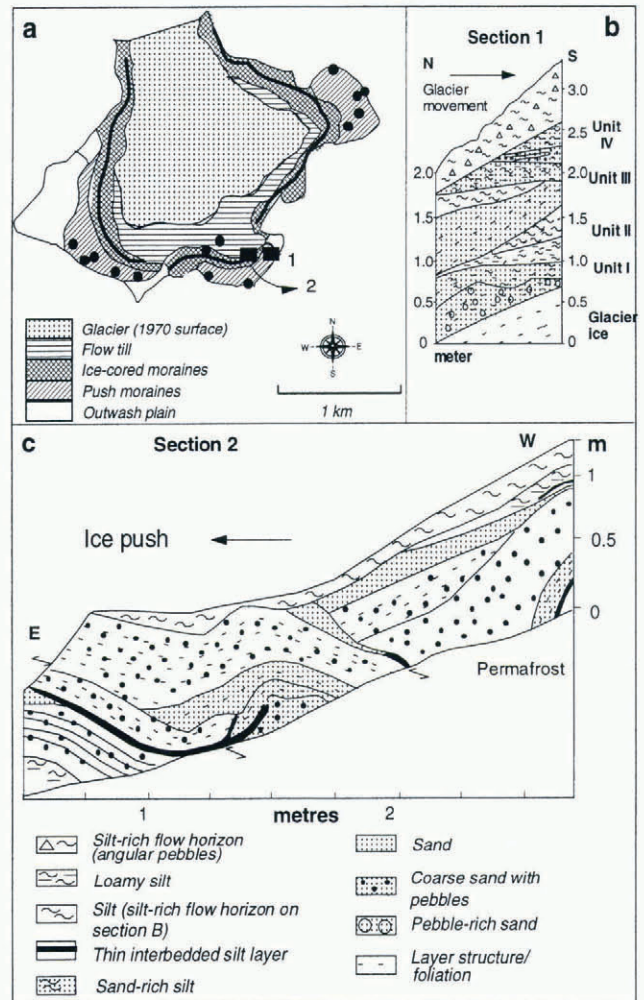 a
1
2
Glacier (1970 surface)
Flow till
Ice-cored moraines
Push moraines
Outwash plain
N
W
E
S
1 km
b
Section 1
N
S
Glacier
movement
3.0
2.5
2.0
1.5
1.0
0.5
0
2.0
1.5
1.0
0.5
0
Unit
IV
Unit III
Unit II
Unit I
Glacier
ice
meter
c
Section 2
W
m
1
0.5
0
Ice push
E
Permafrost
1
metres
2
Silt-rich flow horizon
(angular pebbles)
Loamy silt
Silt (silt-rich flow horizon on
section B)
Thin interbedded silt layer
Sand-rich silt
Sand
Coarse sand with
pebbles
Pebble-rich sand
Layer structure/
foliation